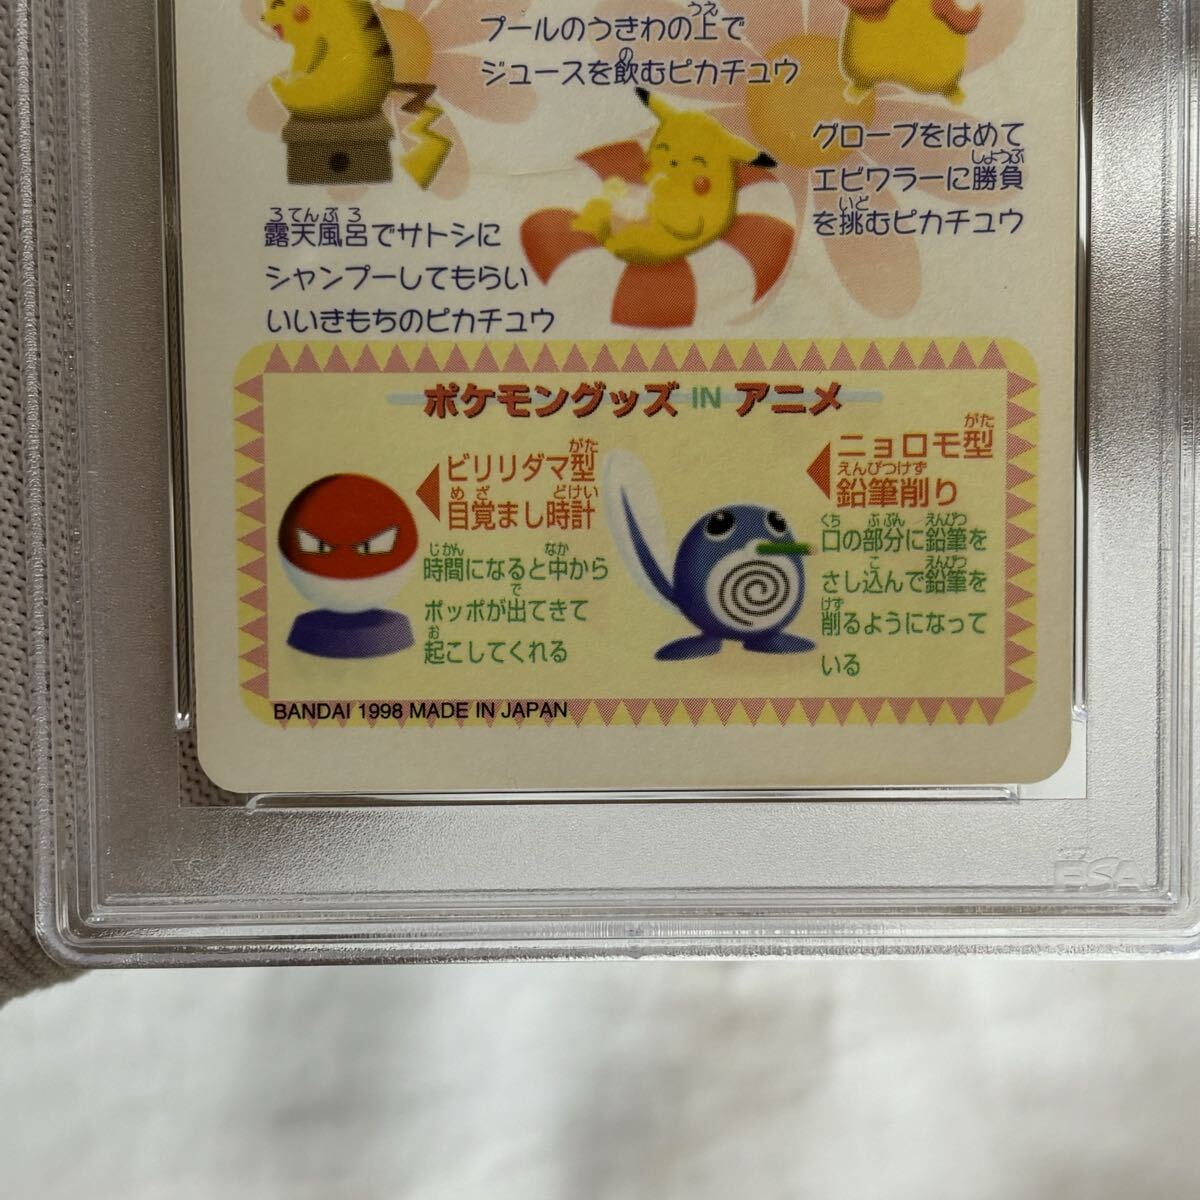 プールのうきわの上で
ジュースを飲むピカチュウ
グローブをはめて
エビワラーに勝負
を挑むピカチュウ
露天風呂でサトシに
シャンプーしてもらい
いいきもちのピカチュウ
ポケモングッズ IN アニメ
ビリリダマ型
目覚まし時計
時間になると中から
ポッポが出てきて
起こしてくれる
ニョロモ型
鉛筆削り
口の部分に鉛筆を
さし込んで鉛筆を
削るようになって
いる
BANDAI 1998 MADE IN JAPAN